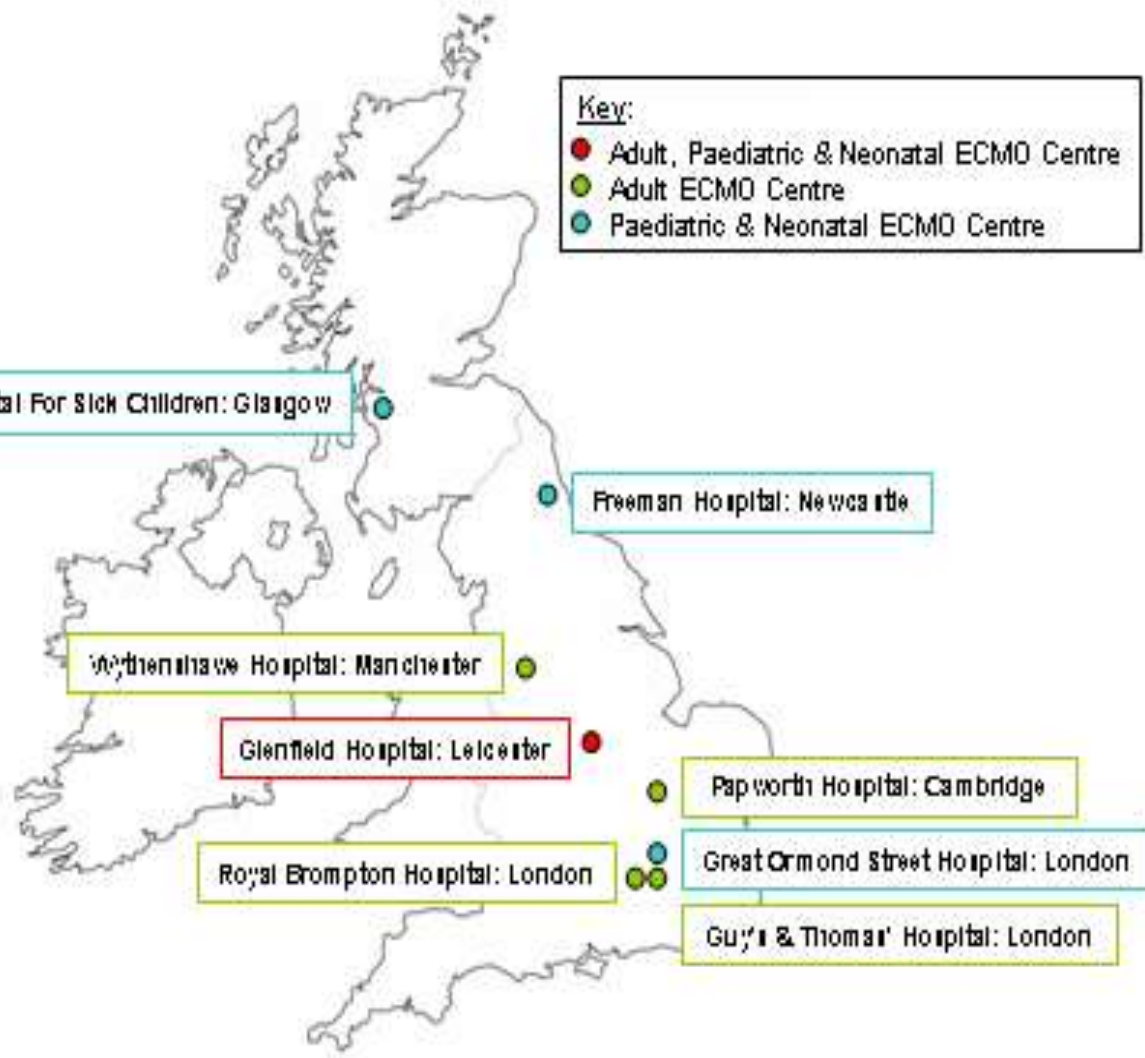 Key:
Adult, Paediatric & Neonatal ECMO Centre
Adult ECMO Centre
Paediatric & Neonatal ECMO Centre
tal For Sick Children: Glasgow
Freeman Hospital: Newcastle
Wythenshawe Hospital: Manchester
Glenfield Hospital: Leicester
Papworth Hospital: Cambridge
Great Ormond Street Hospital: London
Royal Brompton Hospital: London
Guy's & Thomas' Hospital: London